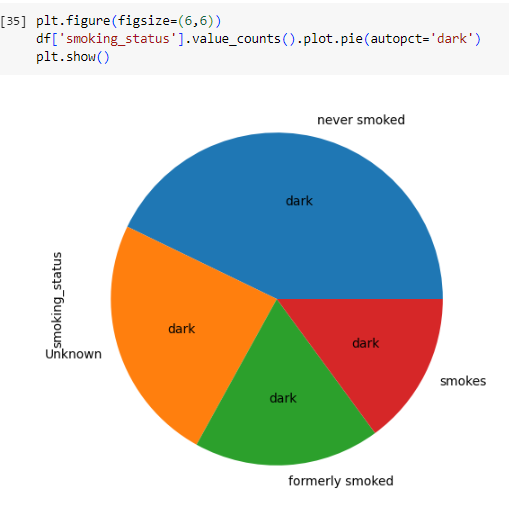 [35] plt.figure(figsize=(6,6))
df['smoking_status'].value_counts().plot.pie(autopct='dark')
plt.show()
never smoked
dark
smoking_status
dark
dark
Unknown
smokes
dark
formerly smoked